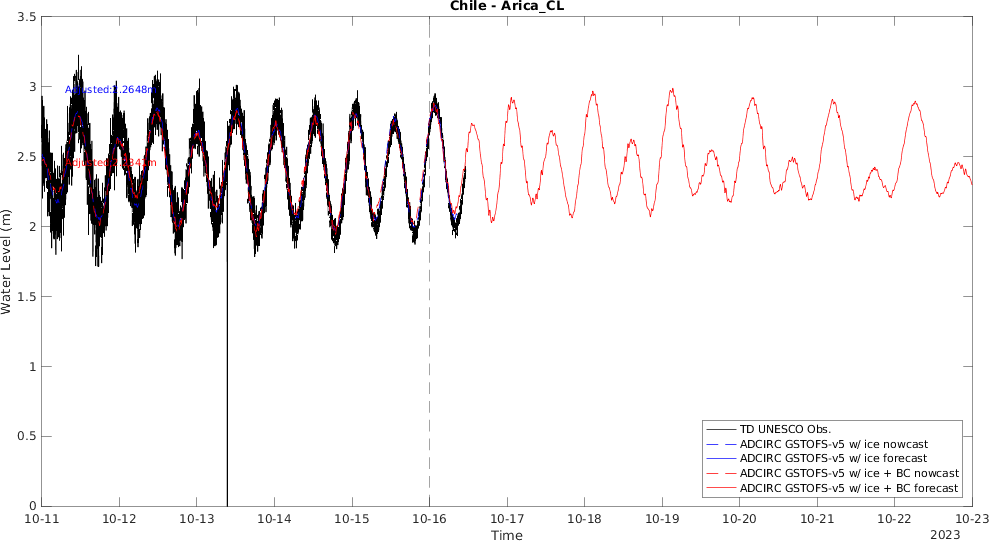 Chile - Arica_CL
Water Level (m)
3.5
3
2.5
2
1.5
1
0.5
0
Adjusted:2.2648m
TD UNESCO Obs.
ADCIRC GSTOFS-v5 w/ ice nowcast
ADCIRC GSTOFS-v5 w/ ice forecast
ADCIRC GSTOFS-v5 w/ ice + BC nowcast
ADCIRC GSTOFS-v5 w/ ice + BC forecast
10-11 10-12 10-13 10-14 10-15 10-16 10-17 10-18 10-19 10-20 10-21 10-22 10-23
Time
2023